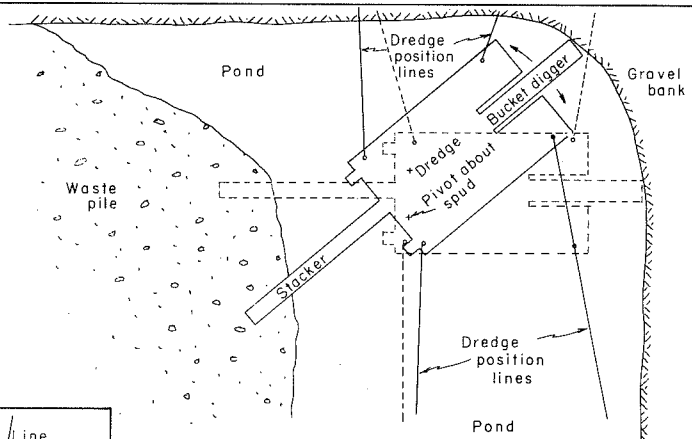 Dredge
position
lines
Pond
Gravel
bank
Bucket digger
Dredge
Pivot about
spud
Waste
pile
Stacker
Dredge
position
lines
Line
Pond